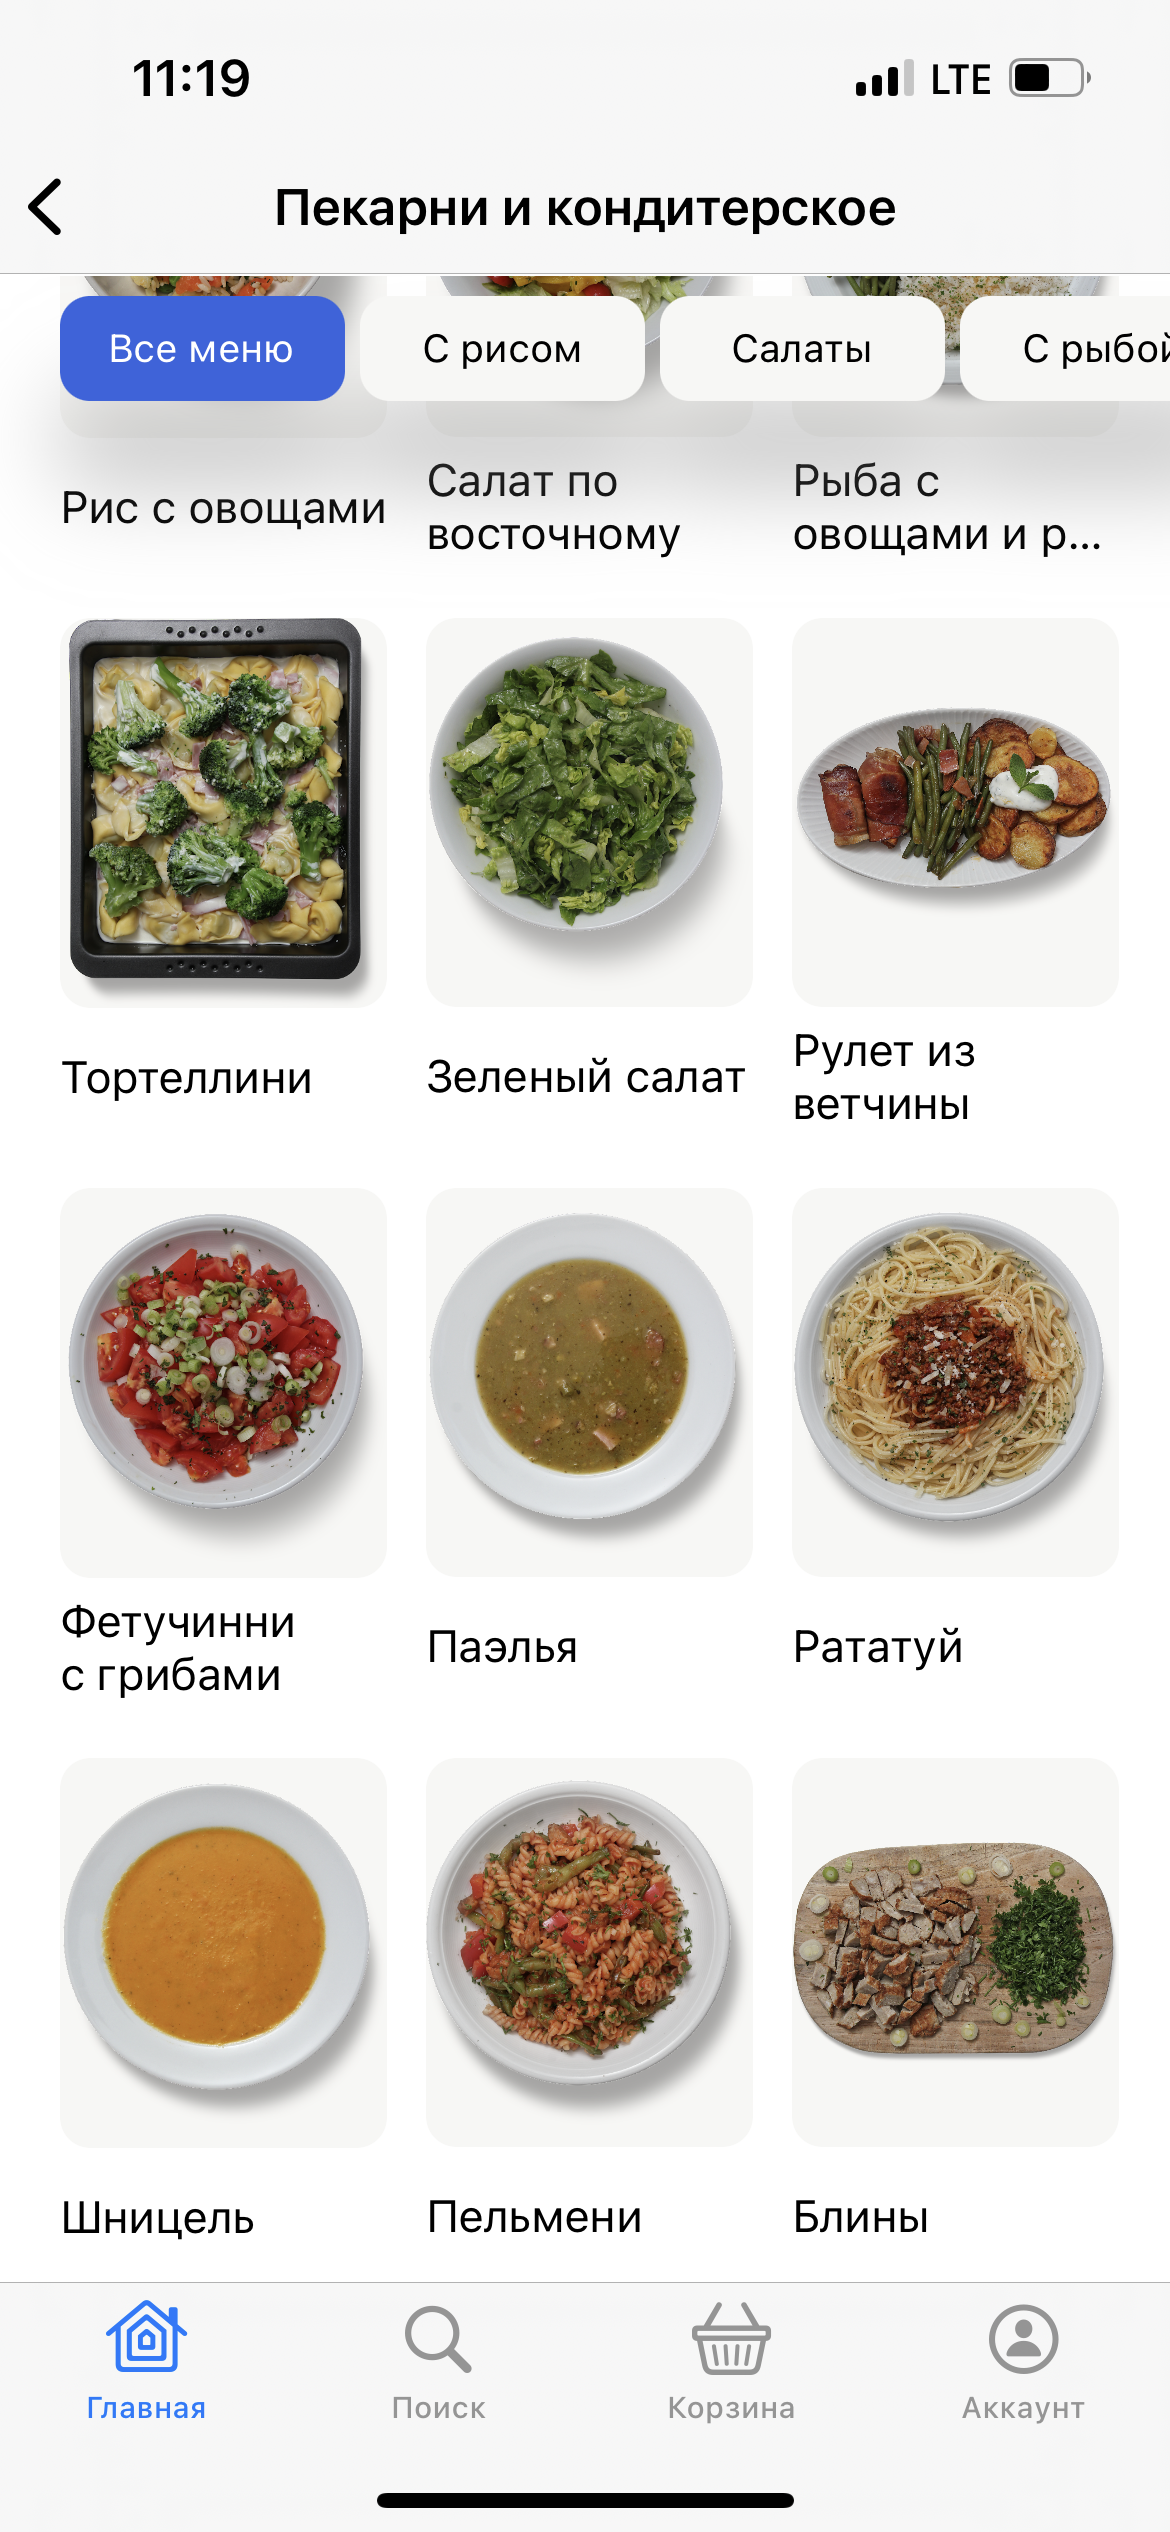 11:19
LTE
Пекарни и кондитерское
Все меню
С рисом
Салаты
С рыбой
Рис с овощами
Салат по
восточному
Рыба с
овощами и р...
Тортеллини
Зеленый салат
Рулет из
ветчины
Фетучинни
с грибами
Паэлья
Рататуй
Шницель
Пельмени
Блины
Главная
Поиск
Корзина
Аккаунт